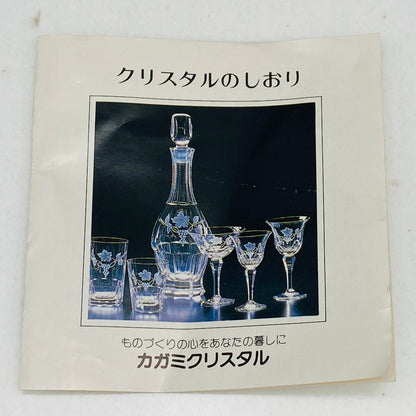 クリスタルのしおり
ものづくりの心をあなたの暮しに
カガミクリスタル